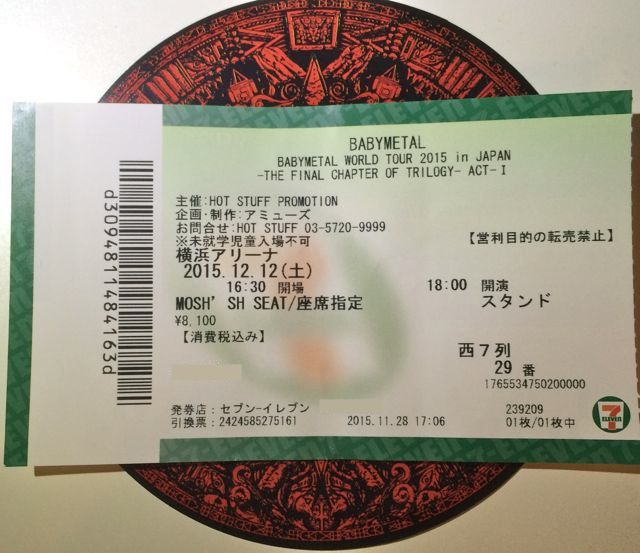 BABYMETAL
BABYMETAL WORLD TOUR 2015 in JAPAN
-THE FINAL CHAPTER OF TRILOGY- ACT-Ⅰ
主催:HOT STUFF PROMOTION
企画・制作:アミューズ
お問合せ:HOT STUFF 03-5720-9999
※未就学児童入場不可
【営利目的の転売禁止】
横浜アリーナ
2015.12.12(土)
16:30 開場 18:00 開演
MOSH' SH SEAT/座席指定 スタンド
¥8,100
【消費税込み】
西7列
29 番
1765534750200000
発券店:セブン-イレブン 239209
引換票:2424585275161 2015.11.28 17:06 01枚/01枚中
d3094811484163d
7 ELEVEN